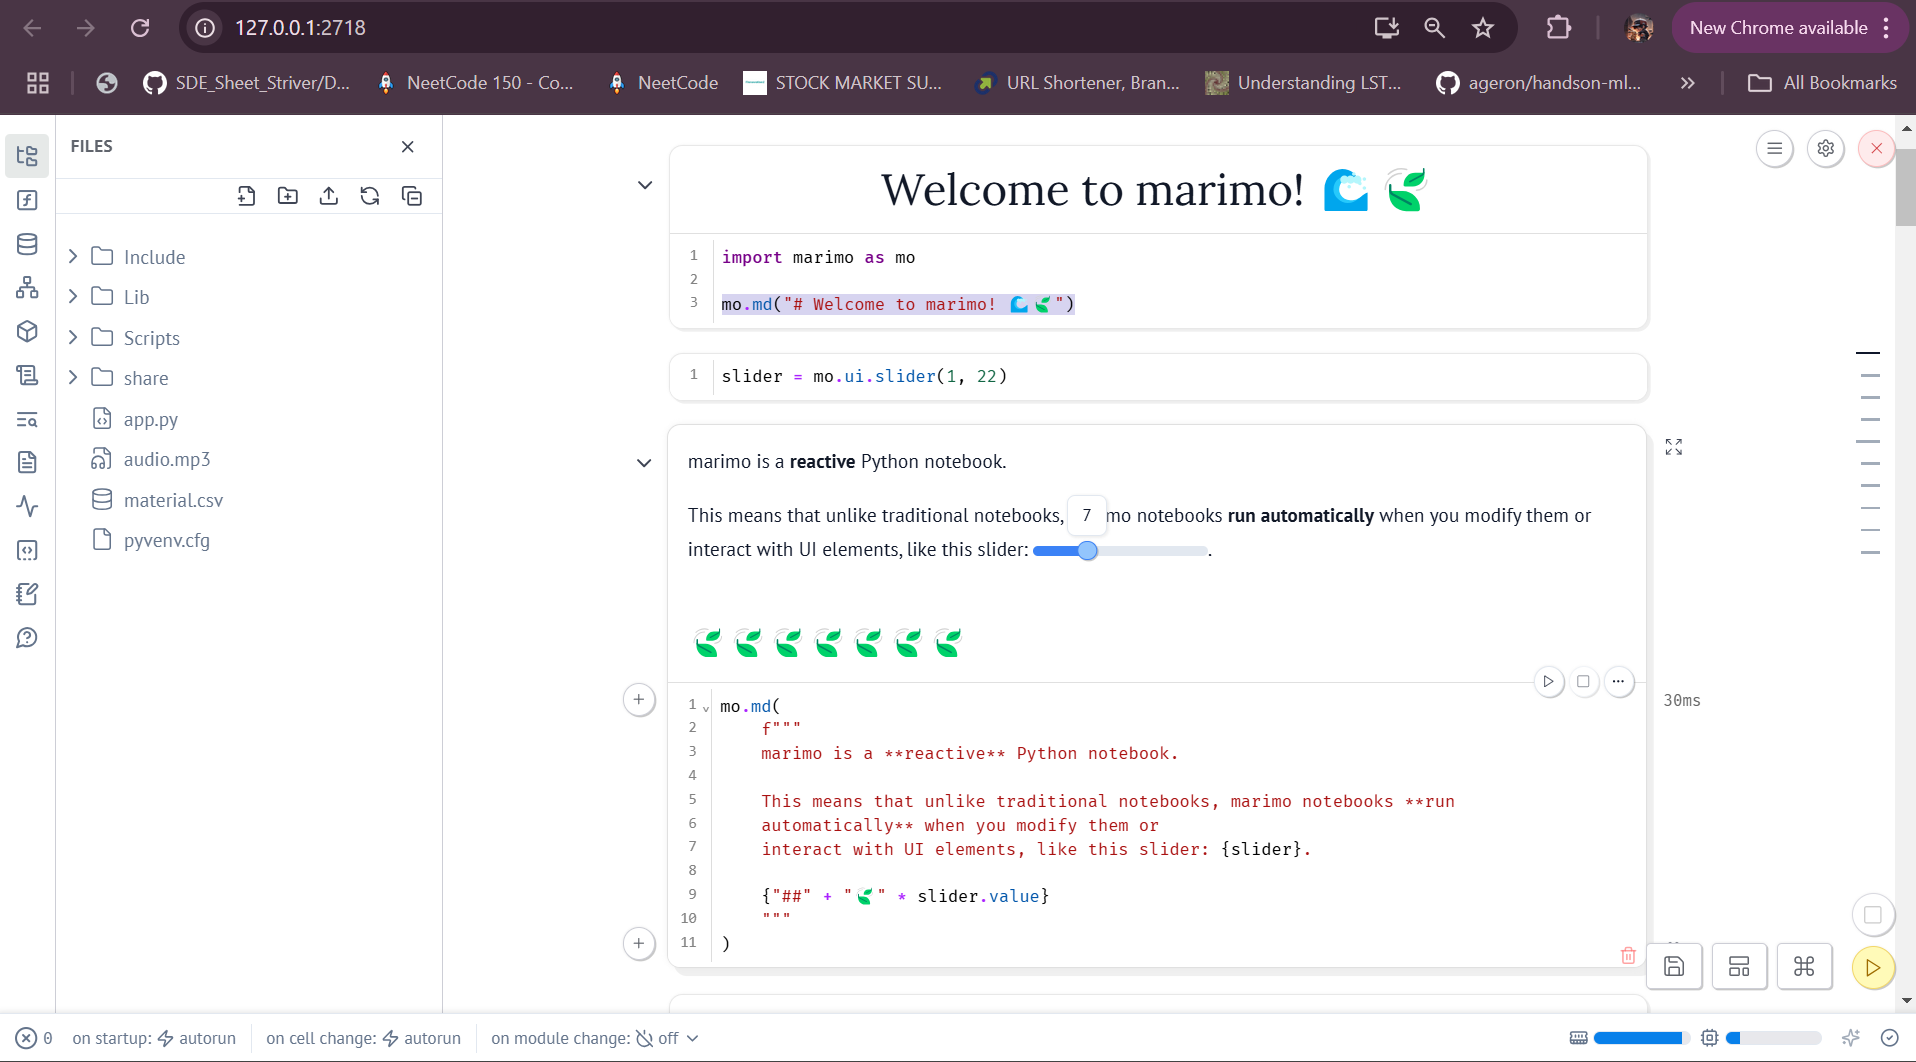 127.0.0.1:2718
New Chrome available
SDE_Sheet_Striver/D...
NeetCode 150 - Co...
NeetCode
STOCK MARKET SU...
URL Shortener, Bran...
Understanding LST...
ageron/handson-ml...
All Bookmarks
FILES
Include
Lib
Scripts
share
app.py
audio.mp3
material.csv
pyvenv.cfg
Welcome to marimo! 🌊🍃
1 import marimo as mo
2
3 mo.md("# Welcome to marimo! 🌊🍃")
1 slider = mo.ui.slider(1, 22)
marimo is a reactive Python notebook.
This means that unlike traditional notebooks, 7 mo notebooks run automatically when you modify them or
interact with UI elements, like this slider: .
🍃🍃🍃🍃🍃🍃🍃
30ms
1 mo.md(
2 f"""
3 marimo is a **reactive** Python notebook.
4
5 This means that unlike traditional notebooks, marimo notebooks **run
6 automatically** when you modify them or
7 interact with UI elements, like this slider: {slider}.
8
9 {"##" + "🍃" * slider.value}
10 """
11 )
0 on startup: autorun on cell change: autorun on module change: off